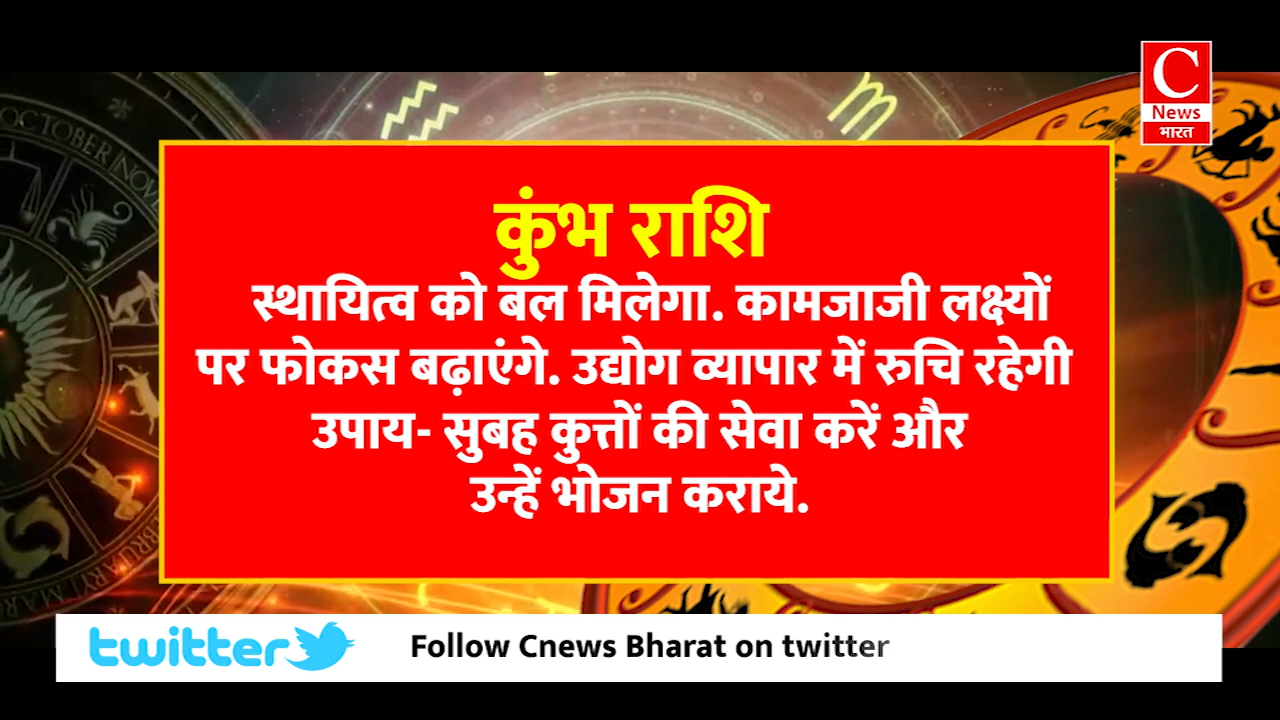 C
News
भारत
OCTOBER
कुंभ राशि
स्थायित्व को बल मिलेगा. कामजाजी लक्ष्यों
पर फोकस बढ़ाएंगे. उद्योग व्यापार में रुचि रहेगी
उपाय- सुबह कुत्तों की सेवा करें और
उन्हें भोजन कराये.
twitter
Follow Cnews Bharat on twitter